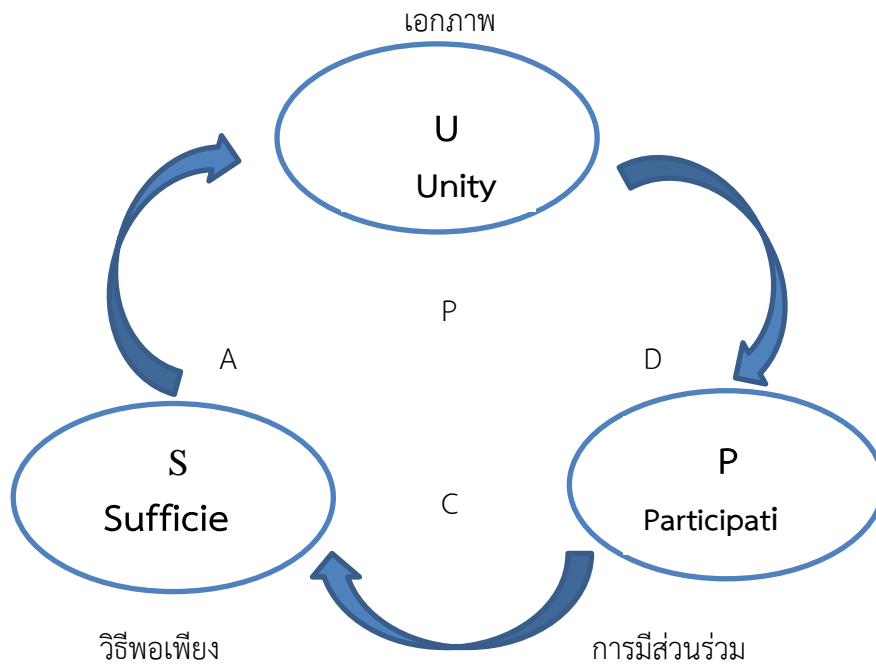 เอกภาพ
U
Unity
P
A
D
S
Sufficie
P
Participati
C
วิธีพอเพียง
การมีส่วนร่วม